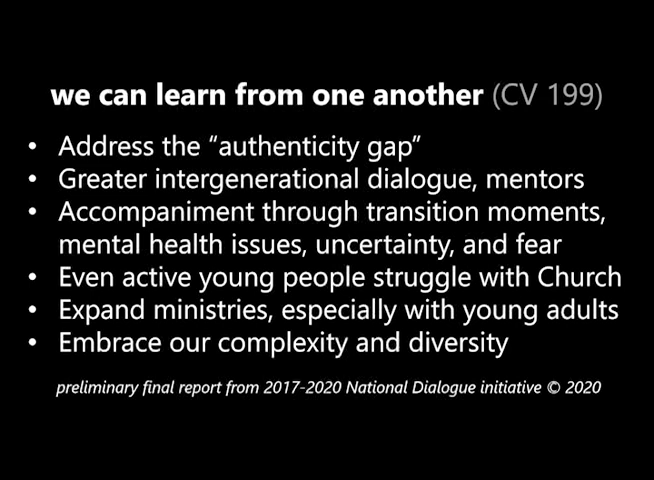 we can learn from one another (CV 199)
• Address the “authenticity gap”
• Greater intergenerational dialogue, mentors
• Accompaniment through transition moments,
mental health issues, uncertainty, and fear
• Even active young people struggle with Church
• Expand ministries, especially with young adults
• Embrace our complexity and diversity
preliminary final report from 2017-2020 National Dialogue initiative © 2020